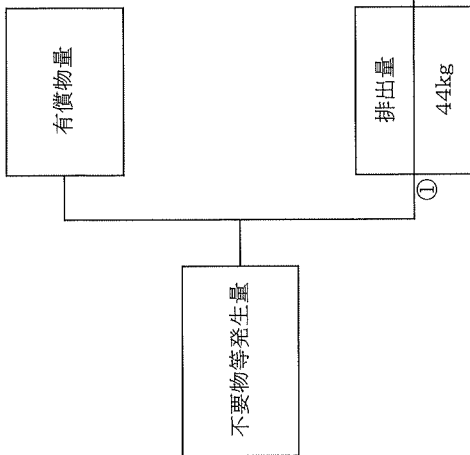 不要物等発生量
有償物量
①
排出量
44kg